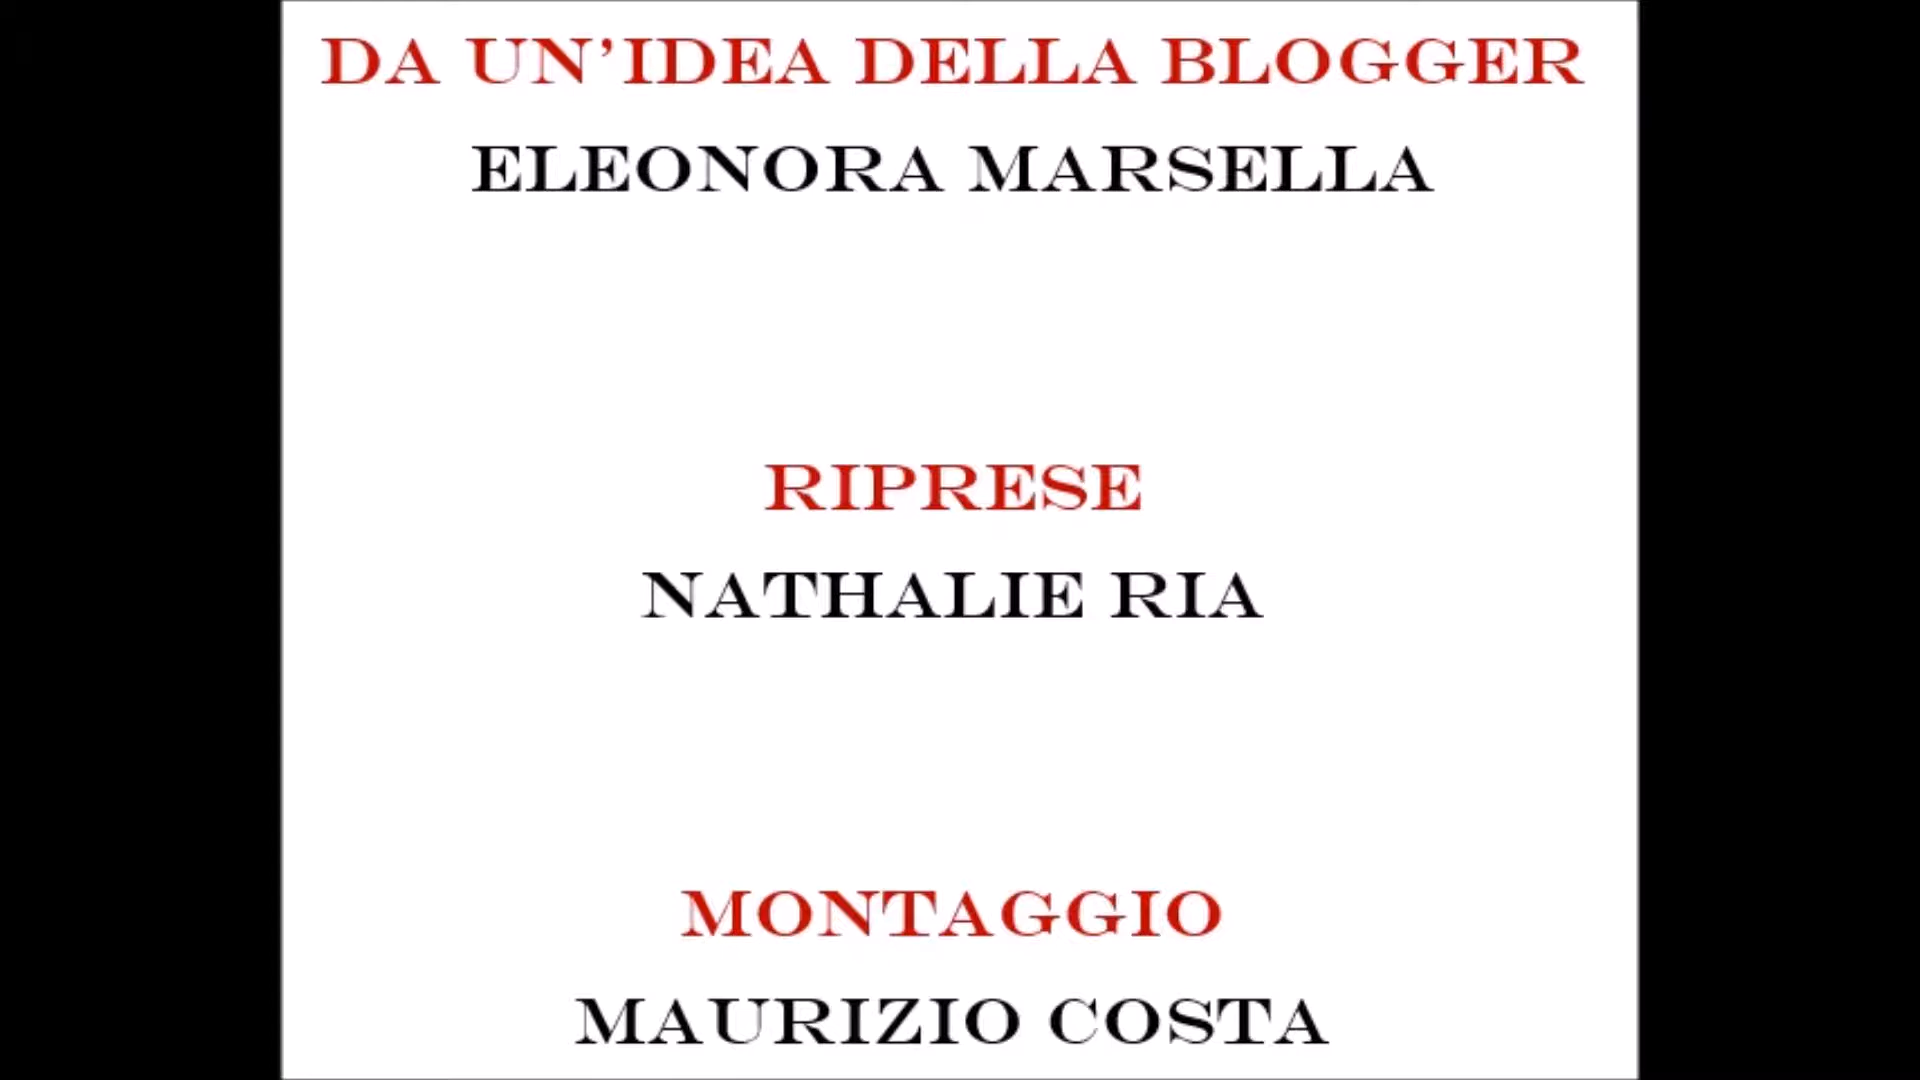 DA UN’IDEA DELLA BLOGGER
ELEONORA MARSELLA
RIPRESE
NATHALIE RIA
MONTAGGIO
MAURIZIO COSTA